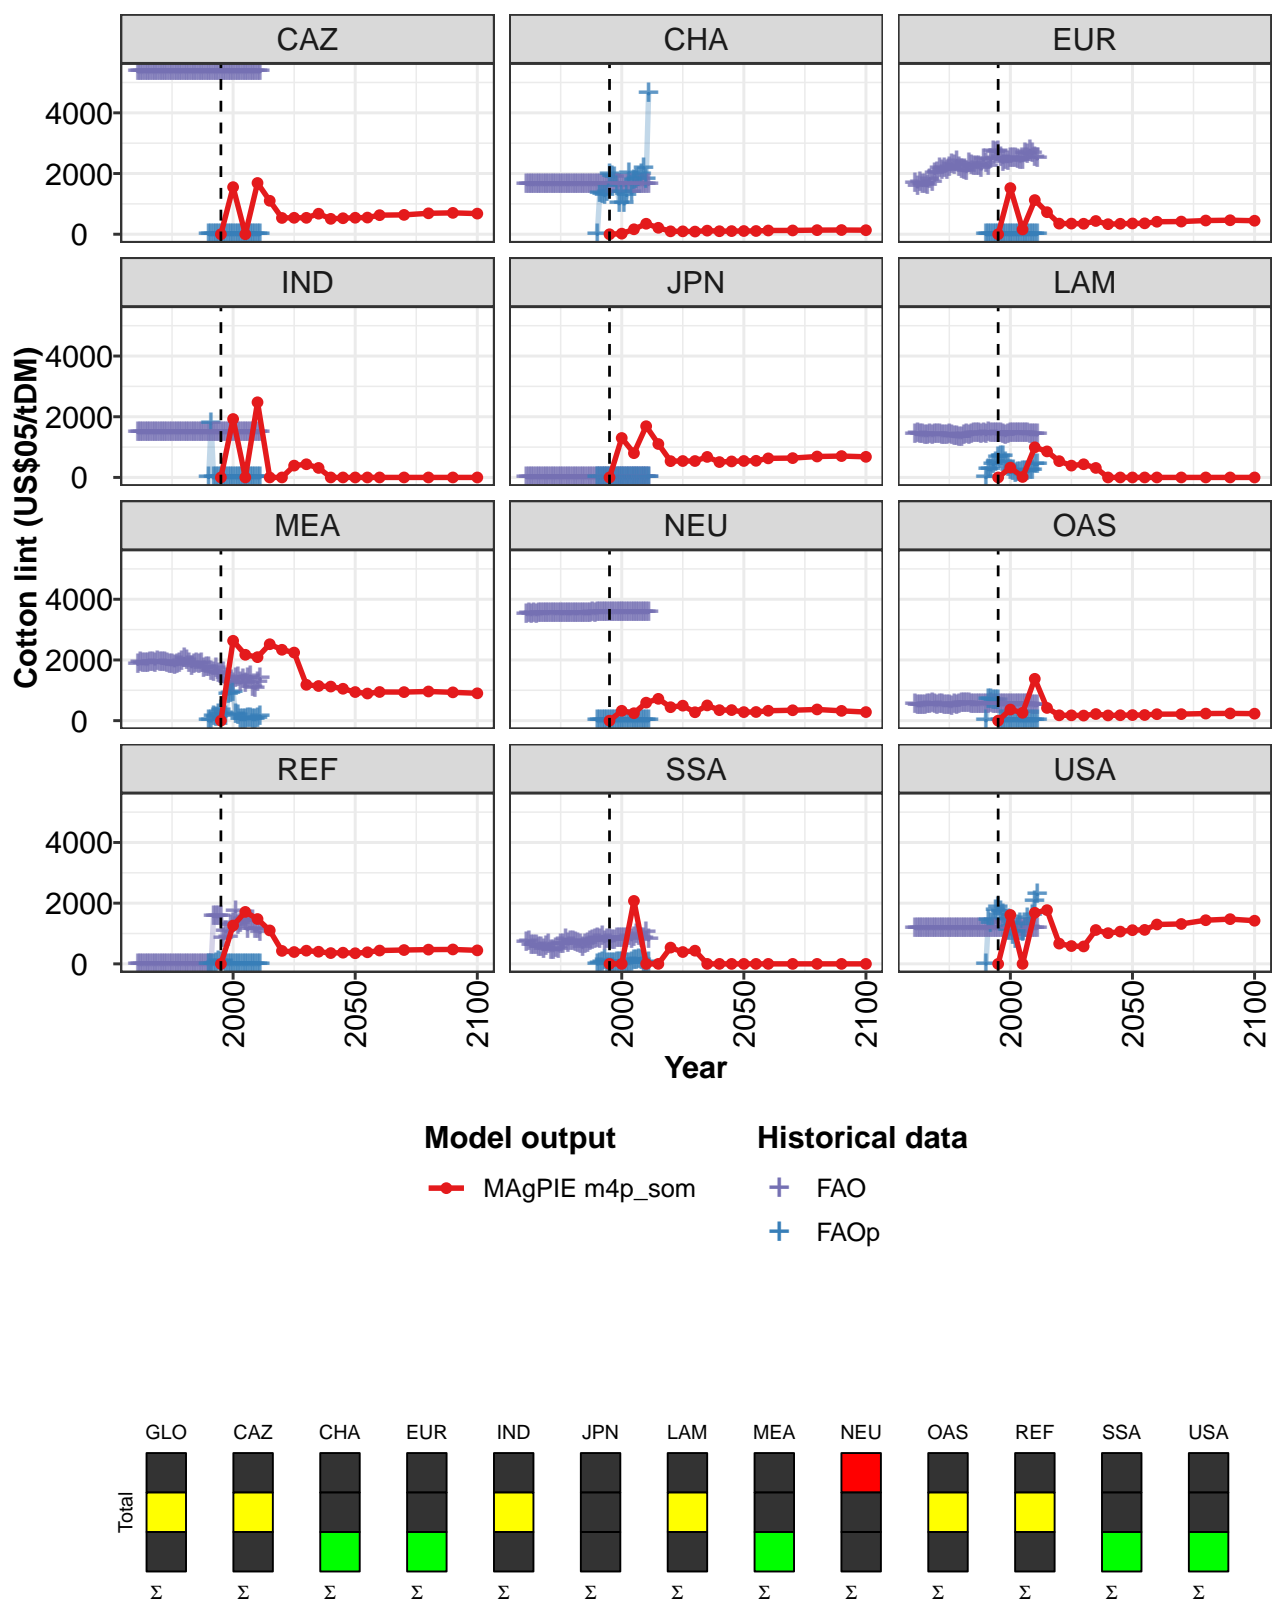 CAZ CHA EUR
4000
2000
0
IND JPN LAM
4000
2000
0
MEA NEU OAS
4000
2000
0
REF SSA USA
4000
2000
0
Cotton lint (US$05/tDM)
2000 2050 2100 2000 2050 2100 2000 2050 2100
Year
Model output Historical data
MAgPIE m4p_som FAO
FAOp
GLO CAZ CHA EUR IND JPN LAM MEA NEU OAS REF SSA USA
Total
Σ Σ Σ Σ Σ Σ Σ Σ Σ Σ Σ Σ Σ